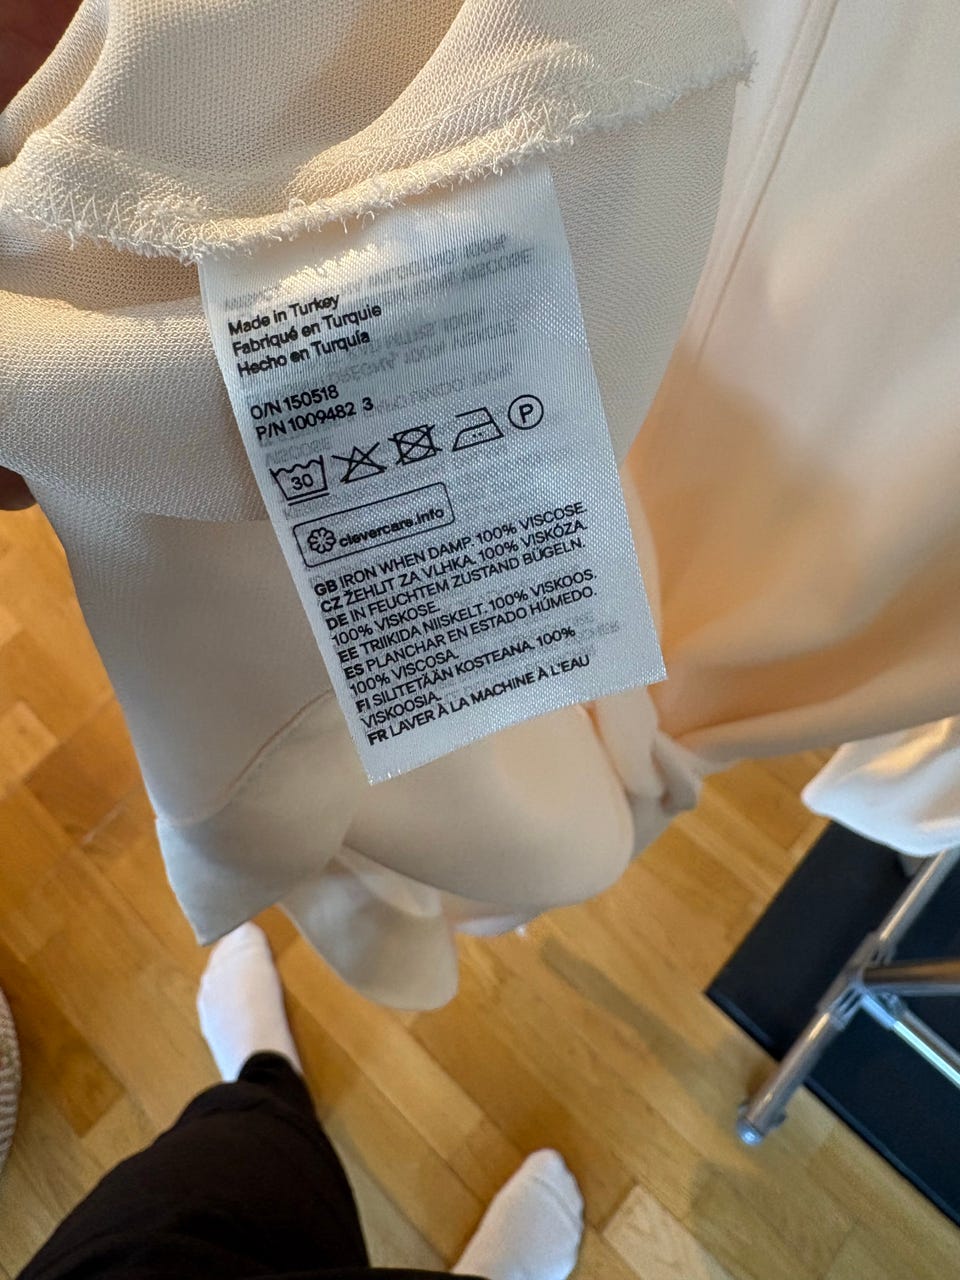 Made in Turkey
Fabriqué en Turquie
Hecho en Turquía
O/N 150518
P/N 1009482 3
30 P
clevercare.info
GB IRON WHEN DAMP. 100% VISCOSE.
CZ ŽEHLIT ZA VLHKA. 100% VISKÓZA.
DE IN FEUCHTEM ZUSTAND BÜGELN.
100% VISKOSE.
EE TRIIKIDA NIISKELT. 100% VISKOOS.
ES PLANCHAR EN ESTADO HÚMEDO.
100% VISCOSA.
FI SILITETÄÄN KOSTEANA. 100%
VISKOOSIA.
FR LAVER À LA MACHINE À L'EAU